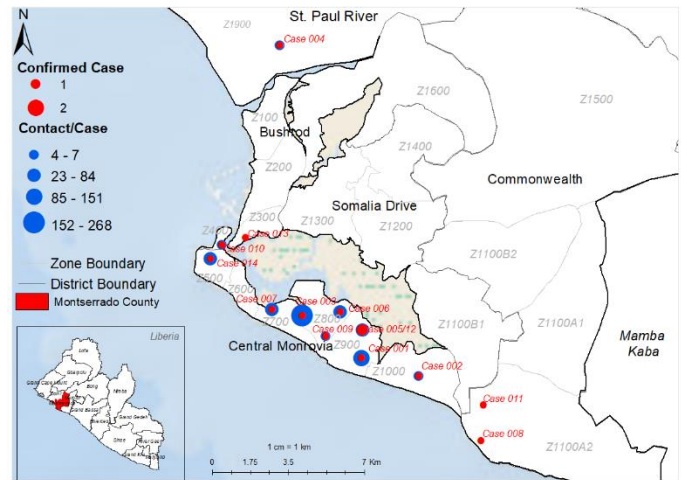 N
Confirmed Case
1
2
Contact/Case
4 - 7
23 - 84
85 - 151
152 - 268
Zone Boundary
District Boundary
Montserrado County
Liberia
St. Paul River
Z1900
Case 004
Z100
Bushrod
Z200
Z300
Z1600
Z1500
Z1400
Commonwealth
Somalia Drive
Z1300
Z1200
Case 013
Case 010
Case 014
Z500
Z600
Z1100B2
Case 007
Case 003
Case 006
Z700
Z800
Case 009
Case 005/12
Z1100B1
Z1100A1
Mamba
Kaba
Central Monrovia
Z900
Case 001
Z1000
Case 002
Case 011
Case 008
Z1100A2
1 cm = 1 km
0 1.75 3.5 7 Km